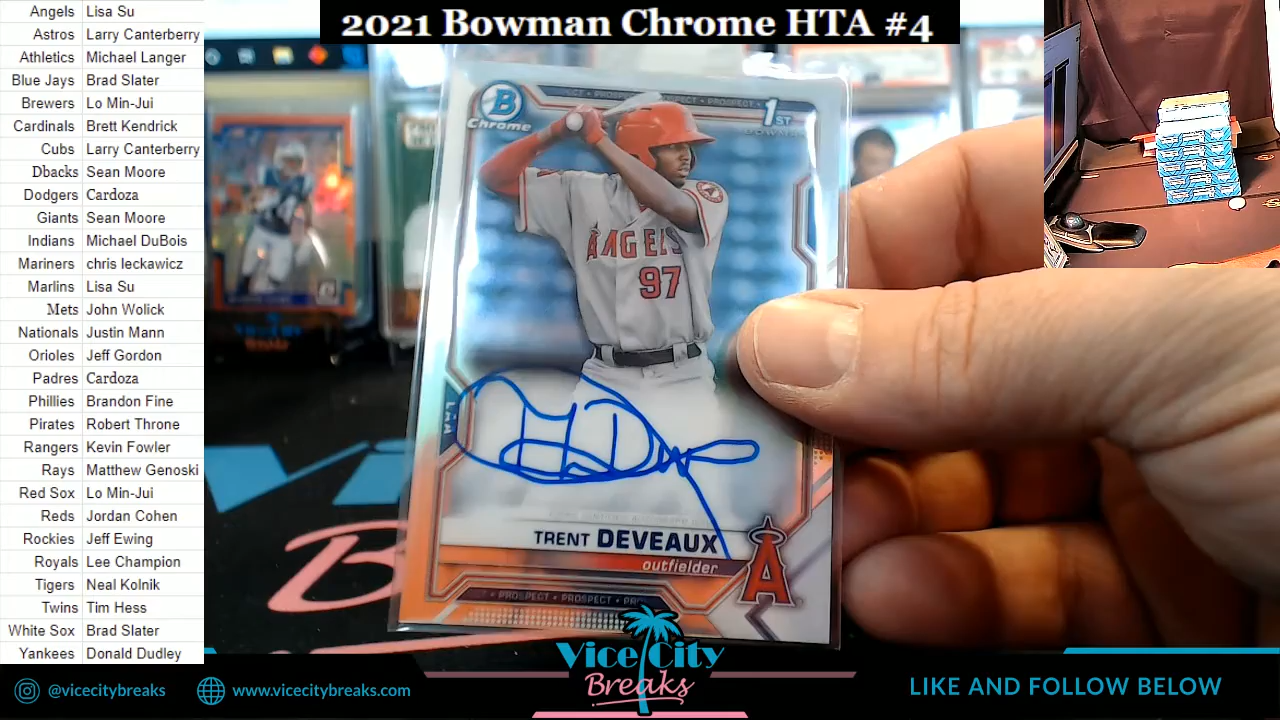 2021 Bowman Chrome HTA #4
Angels Lisa Su
Astros Larry Canterberry
Athletics Michael Langer
Blue Jays Brad Slater
Brewers Lo Min-Jui
Cardinals Brett Kendrick
Cubs Larry Canterberry
Dbacks Sean Moore
Dodgers Cardoza
Giants Sean Moore
Indians Michael DuBois
Mariners chris leckawicz
Marlins Lisa Su
Mets John Wolick
Nationals Justin Mann
Orioles Jeff Gordon
Padres Cardoza
Phillies Brandon Fine
Pirates Robert Throne
Rangers Kevin Fowler
Rays Matthew Genoski
Red Sox Lo Min-Jui
Reds Jordan Cohen
Rockies Jeff Ewing
Royals Lee Champion
Tigers Neal Kolnik
Twins Tim Hess
White Sox Brad Slater
Yankees Donald Dudley
B
Chrome
PROSPECT
1ST
BOWMAN
ANGELS
97
LAA
TRENT DEVEAUX
outfielder
A
PROSPECT • PROSPECT
Vice City
Breaks
@vicecitybreaks
www.vicecitybreaks.com
LIKE AND FOLLOW BELOW